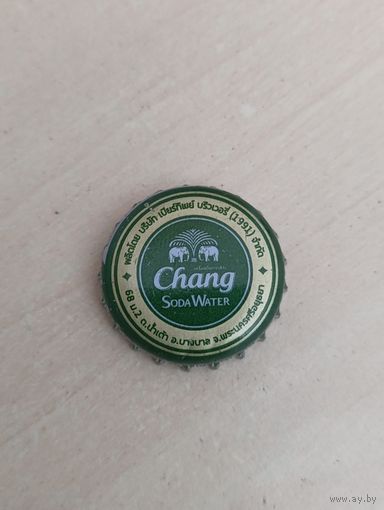 ผลิตโดย บริษัท เบียร์ทิพย์ บริวเวอรี่ (1991) จำกัด
Chang
SODA WATER
68 ม.2 ต.น้ำเต้า อ.บางบาล จ.พระนครศรีอยุธยา
www.ay.by